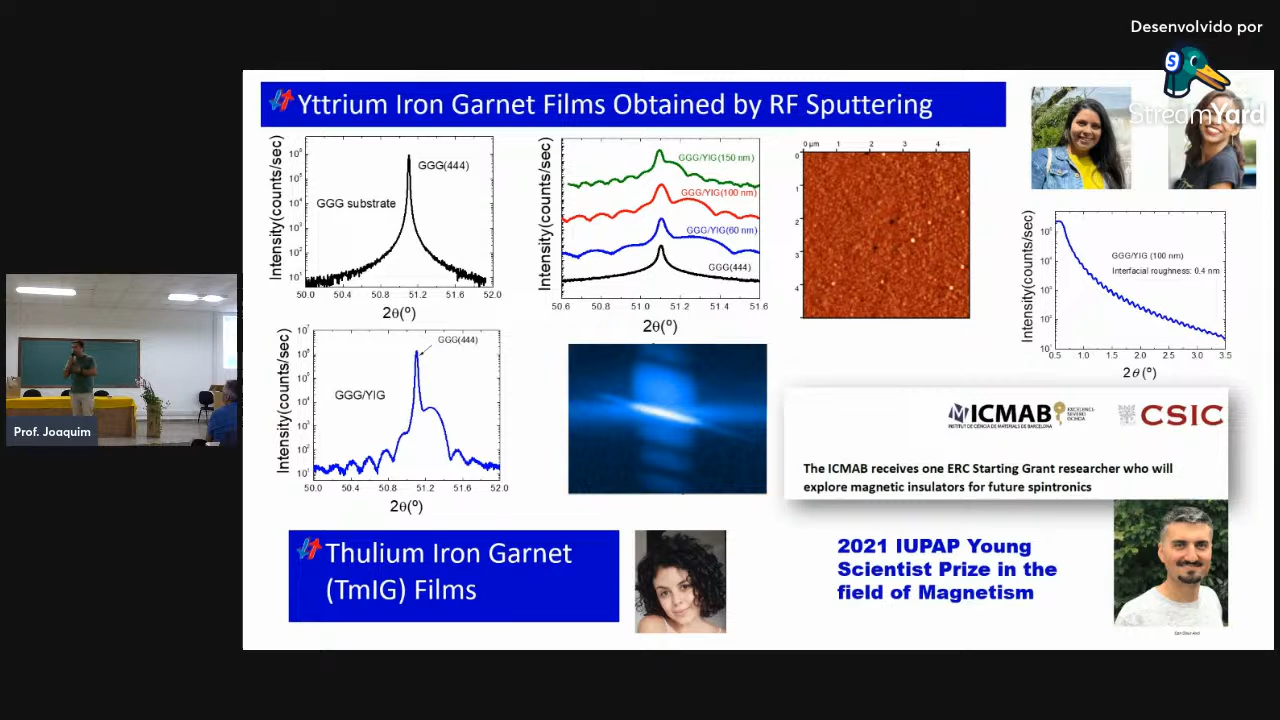 Desenvolvido por
StreamYard
Yttrium Iron Garnet Films Obtained by RF Sputtering
Intensity(counts/sec)
GGG(444)
GGG substrate
50.0 50.4 50.8 51.2 51.6 52.0
2θ(º)
Intensity(counts/sec)
GGG/YIG(150 nm)
GGG/YIG(100 nm)
GGG/YIG(60 nm)
GGG(444)
50.6 50.8 51.0 51.2 51.4 51.6
2θ(º)
0 µm 1 2 3 4
0
1
2
3
4
Intensity(counts/sec)
GGG/YIG (100 nm)
Interfacial roughness: 0.4 nm
0.5 1.0 1.5 2.0 2.5 3.0 3.5
2θ(º)
Intensity(counts/sec)
GGG(444)
GGG/YIG
50.0 50.4 50.8 51.2 51.6 52.0
2θ(º)
Prof. Joaquim
ICMAB
INSTITUT DE CIÈNCIA DE MATERIALS DE BARCELONA
EXCELENCIA
SEVERO
OCHOA
CSIC
The ICMAB receives one ERC Starting Grant researcher who will
explore magnetic insulators for future spintronics
Thulium Iron Garnet
(TmIG) Films
2021 IUPAP Young
Scientist Prize in the
field of Magnetism